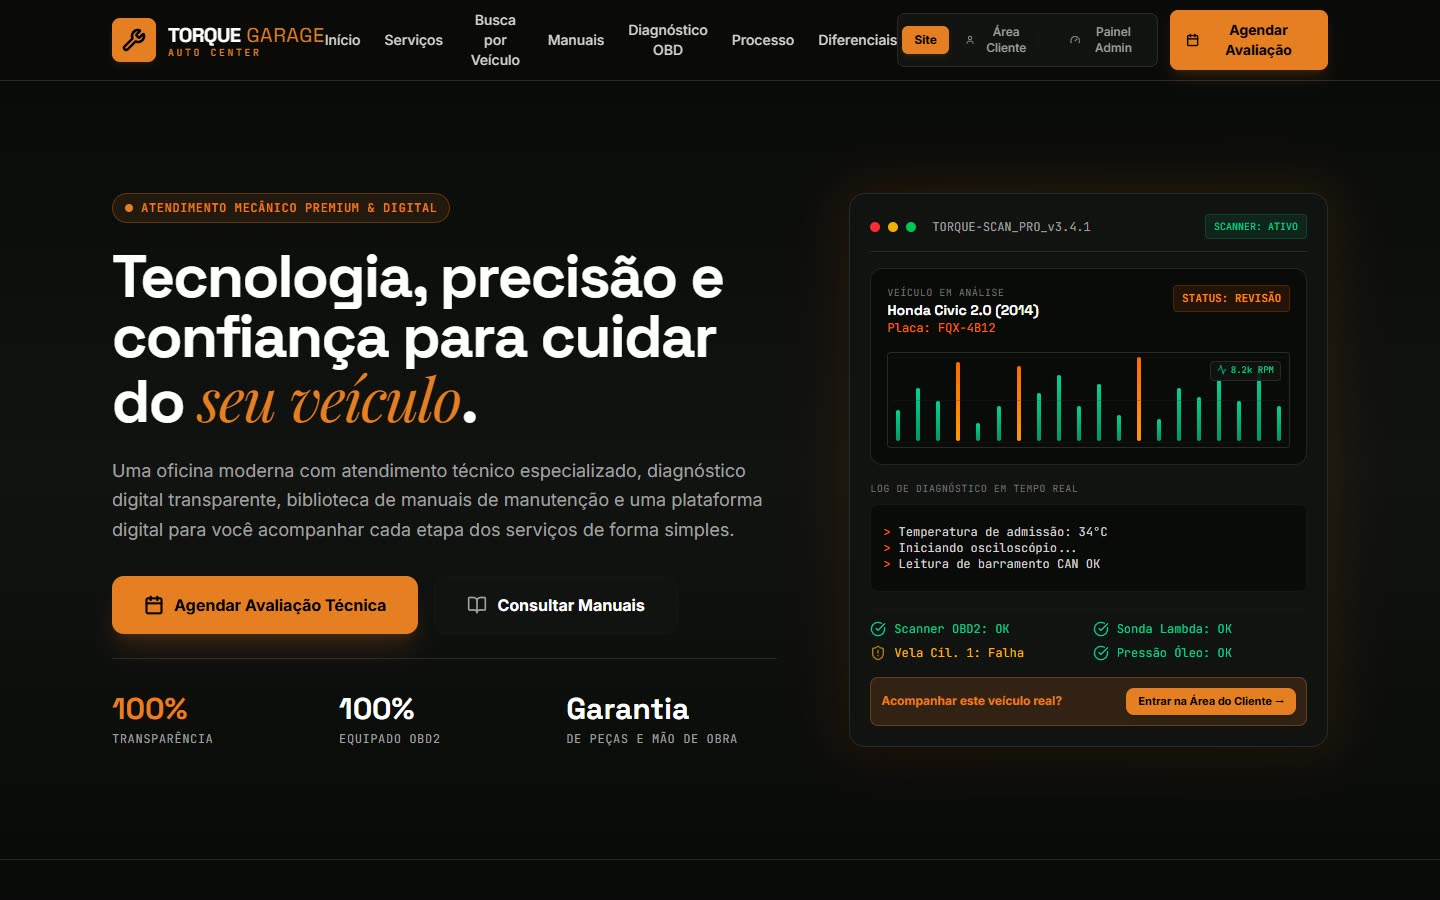 TORQUE GARAGE
AUTO CENTER
Início
Serviços
Busca
por
Veículo
Manuais
Diagnóstico
OBD
Processo
Diferenciais
Site
Área
Cliente
Painel
Admin
Agendar
Avaliação
ATENDIMENTO MECÂNICO PREMIUM & DIGITAL
Tecnologia, precisão e
confiança para cuidar
do seu veículo.
Uma oficina moderna com atendimento técnico especializado, diagnóstico
digital transparente, biblioteca de manuais de manutenção e uma plataforma
digital para você acompanhar cada etapa dos serviços de forma simples.
Agendar Avaliação Técnica
Consultar Manuais
100%
TRANSPARÊNCIA
100%
EQUIPADO OBD2
Garantia
DE PEÇAS E MÃO DE OBRA
TORQUE-SCAN_PRO_v3.4.1
SCANNER: ATIVO
VEÍCULO EM ANÁLISE
Honda Civic 2.0 (2014)
Placa: FQX-4B12
STATUS: REVISÃO
8.2k RPM
LOG DE DIAGNÓSTICO EM TEMPO REAL
> Temperatura de admissão: 34°C
> Iniciando osciloscópio...
> Leitura de barramento CAN OK
Scanner OBD2: OK
Sonda Lambda: OK
Vela Cil. 1: Falha
Pressão Óleo: OK
Acompanhar este veículo real?
Entrar na Área do Cliente →